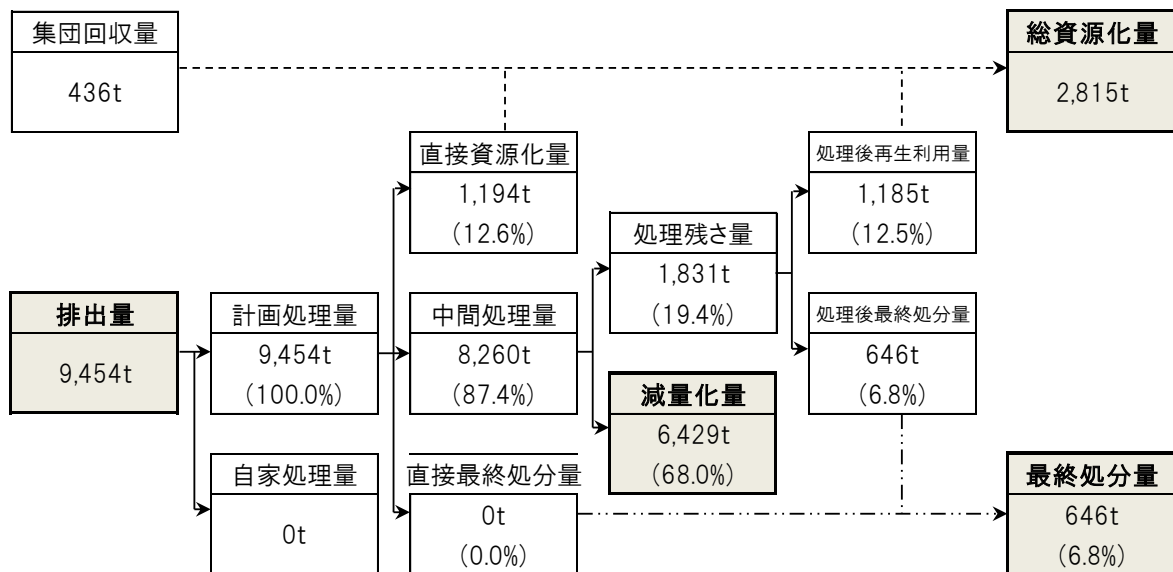 集団回収量
436t
総資源化量
2,815t
直接資源化量
1,194t
(12.6%)
処理後再生利用量
1,185t
(12.5%)
処理残さ量
1,831t
(19.4%)
排出量
9,454t
計画処理量
9,454t
(100.0%)
中間処理量
8,260t
(87.4%)
処理後最終処分量
646t
(6.8%)
減量化量
6,429t
(68.0%)
自家処理量
0t
直接最終処分量
0t
(0.0%)
最終処分量
646t
(6.8%)